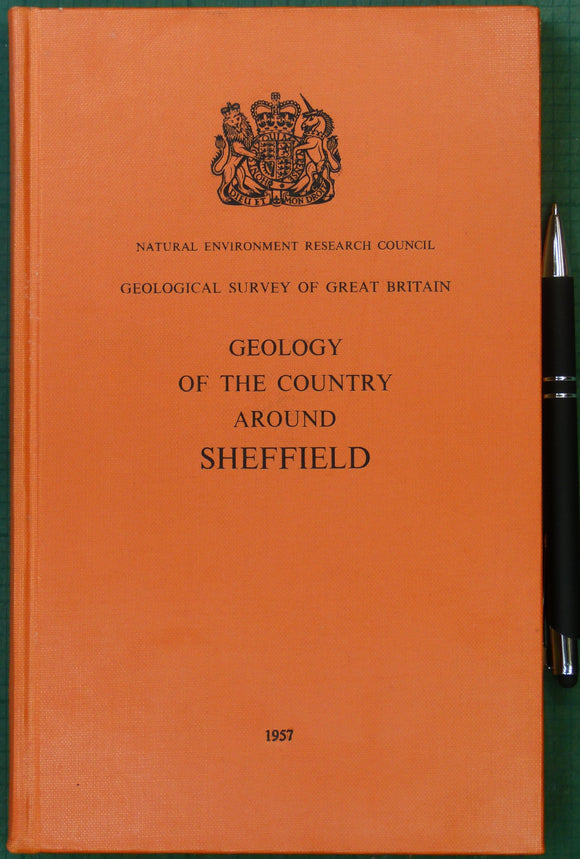 DIEU ET MON DROIT
NATURAL ENVIRONMENT RESEARCH COUNCIL
GEOLOGICAL SURVEY OF GREAT BRITAIN
GEOLOGY
OF THE COUNTRY
AROUND
SHEFFIELD
1957